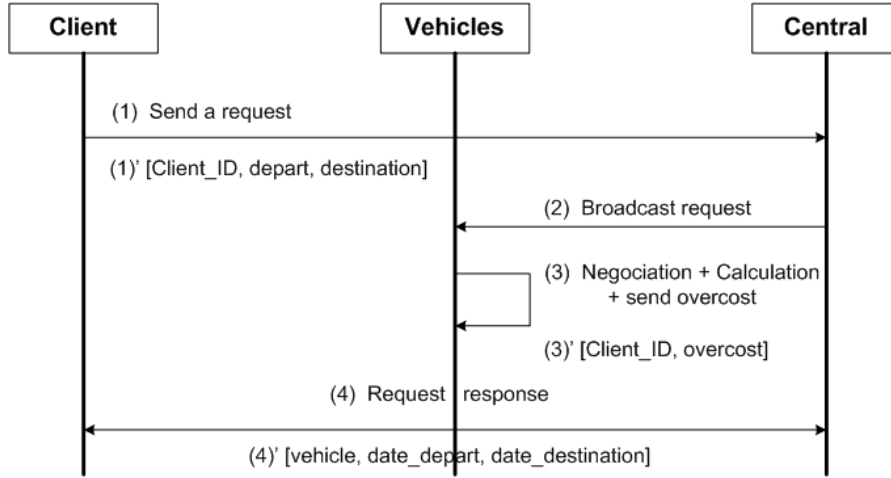 Client
Vehicles
Central
(1) Send a request
(1)’ [Client_ID, depart, destination]
(2) Broadcast request
(3) Negociation + Calculation
+ send overcost
(3)’ [Client_ID, overcost]
(4) Request response
(4)’ [vehicle, date_depart, date_destination]